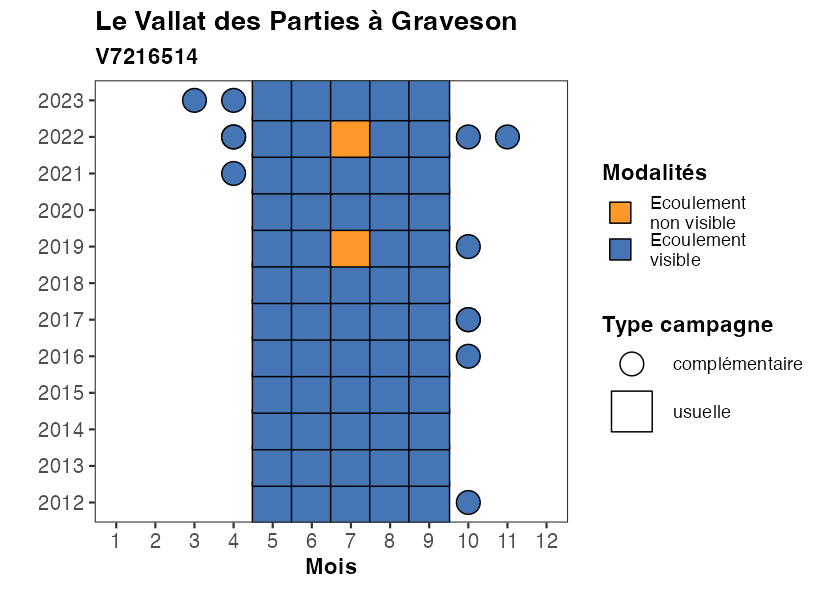 Le Vallat des Parties à Graveson
V7216514
2023
2022
2021
2020
2019
2018
2017
2016
2015
2014
2013
2012
1 2 3 4 5 6 7 8 9 10 11 12
Mois
Modalités
Ecoulement
non visible
Ecoulement
visible
Type campagne
complémentaire
usuelle